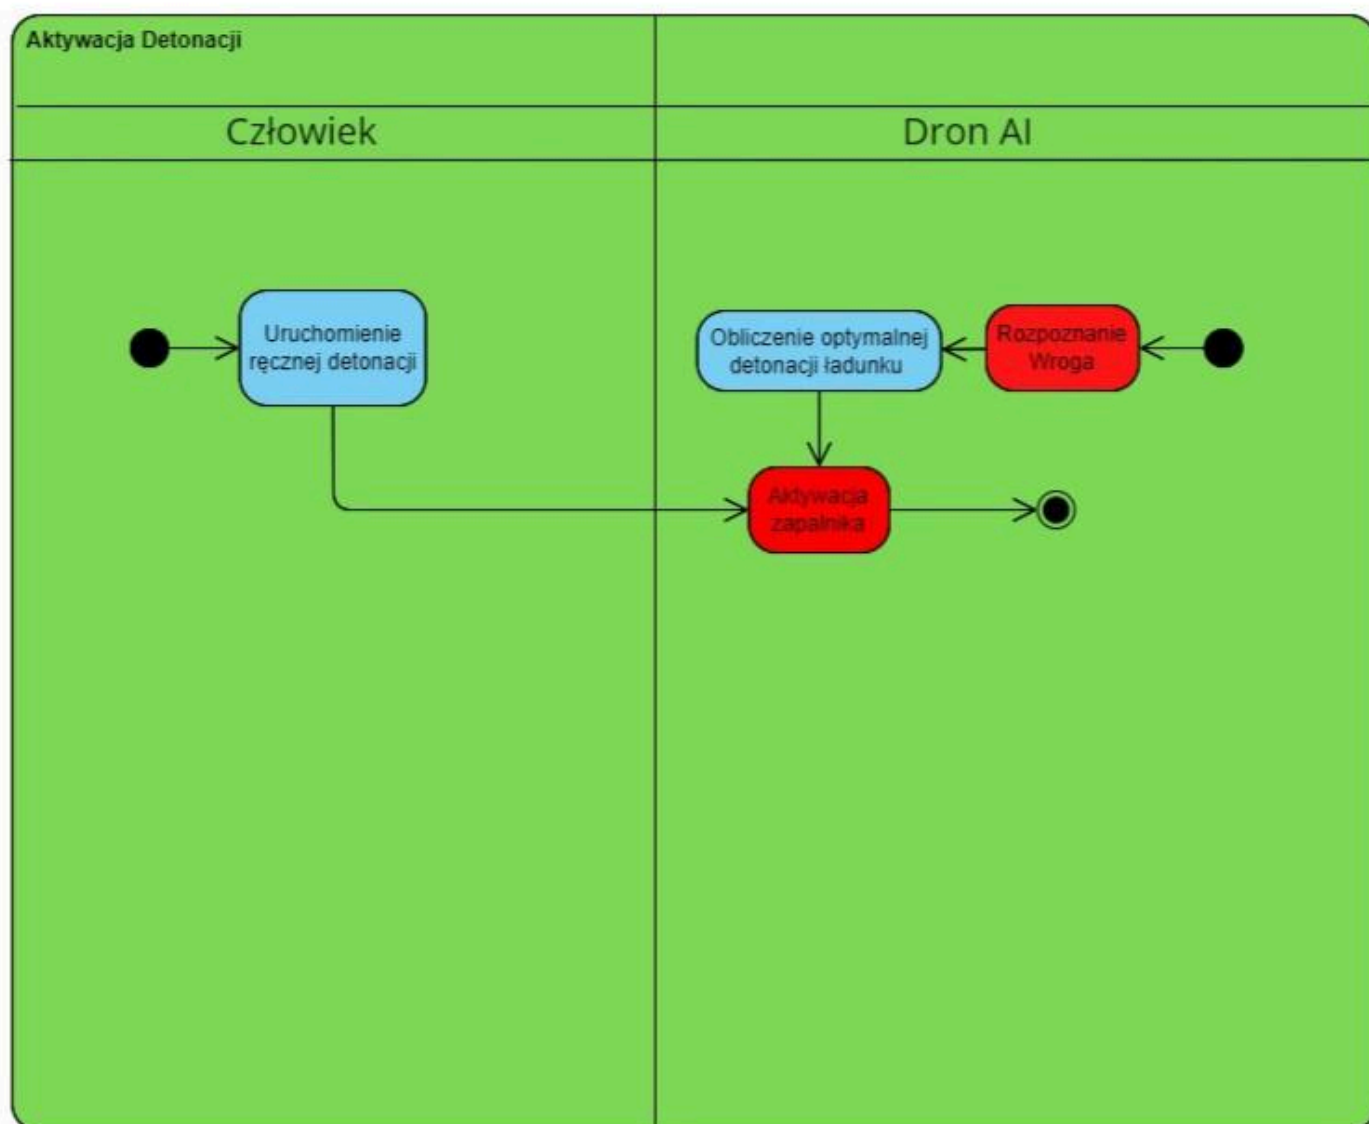 Aktywacja Detonacji
Człowiek
Dron AI
Uruchomienie
ręcznej detonacji
Obliczenie optymalnej
detonacji ładunku
Rozpoznanie
Wroga
Aktywacja
zapalnika